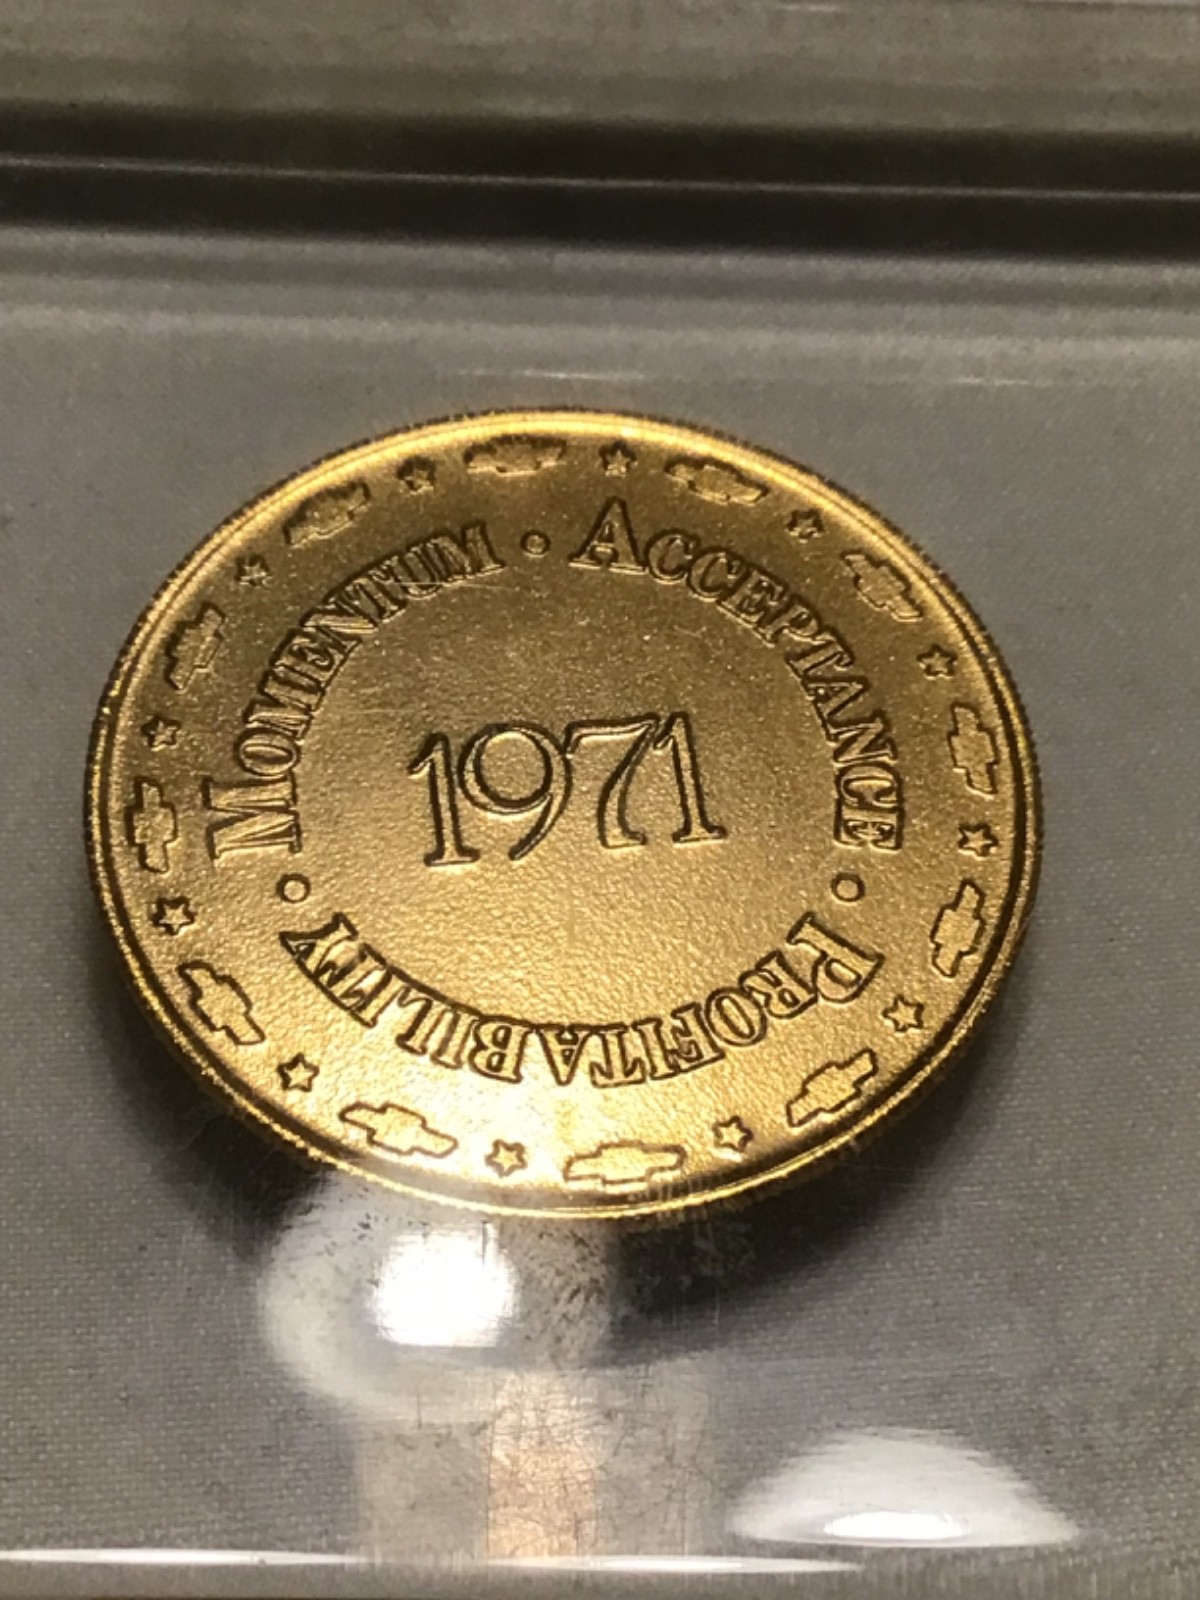 MOMENTUM · ACCEPTANCE · PROFITABILITY ·
1971